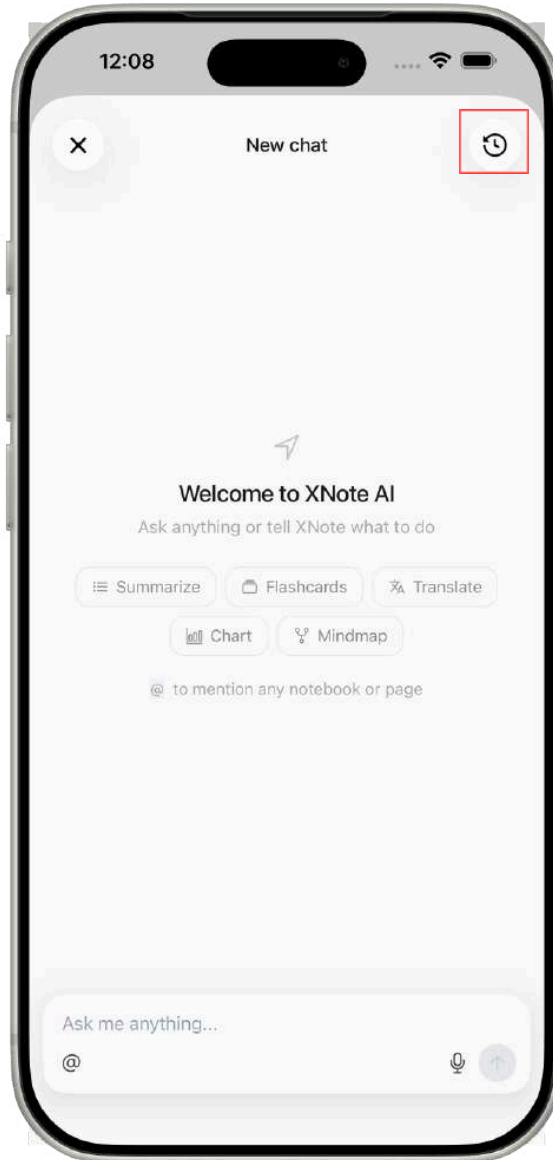 12:08
New chat
Welcome to XNote AI
Ask anything or tell XNote what to do
Summarize Flashcards Translate
Chart Mindmap
@ to mention any notebook or page
Ask me anything...
@